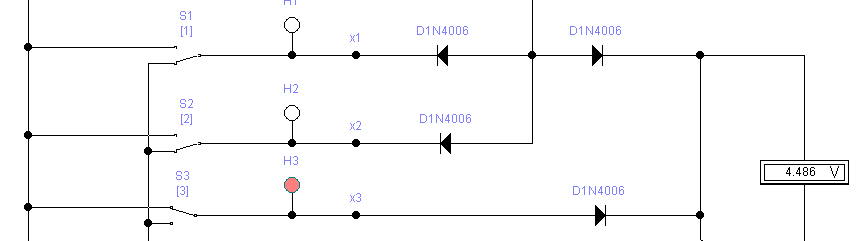 H1
S1
[1]
x1
D1N4006
D1N4006
S2
[2]
H2
x2
D1N4006
H3
S3
[3]
x3
D1N4006
4.486 V